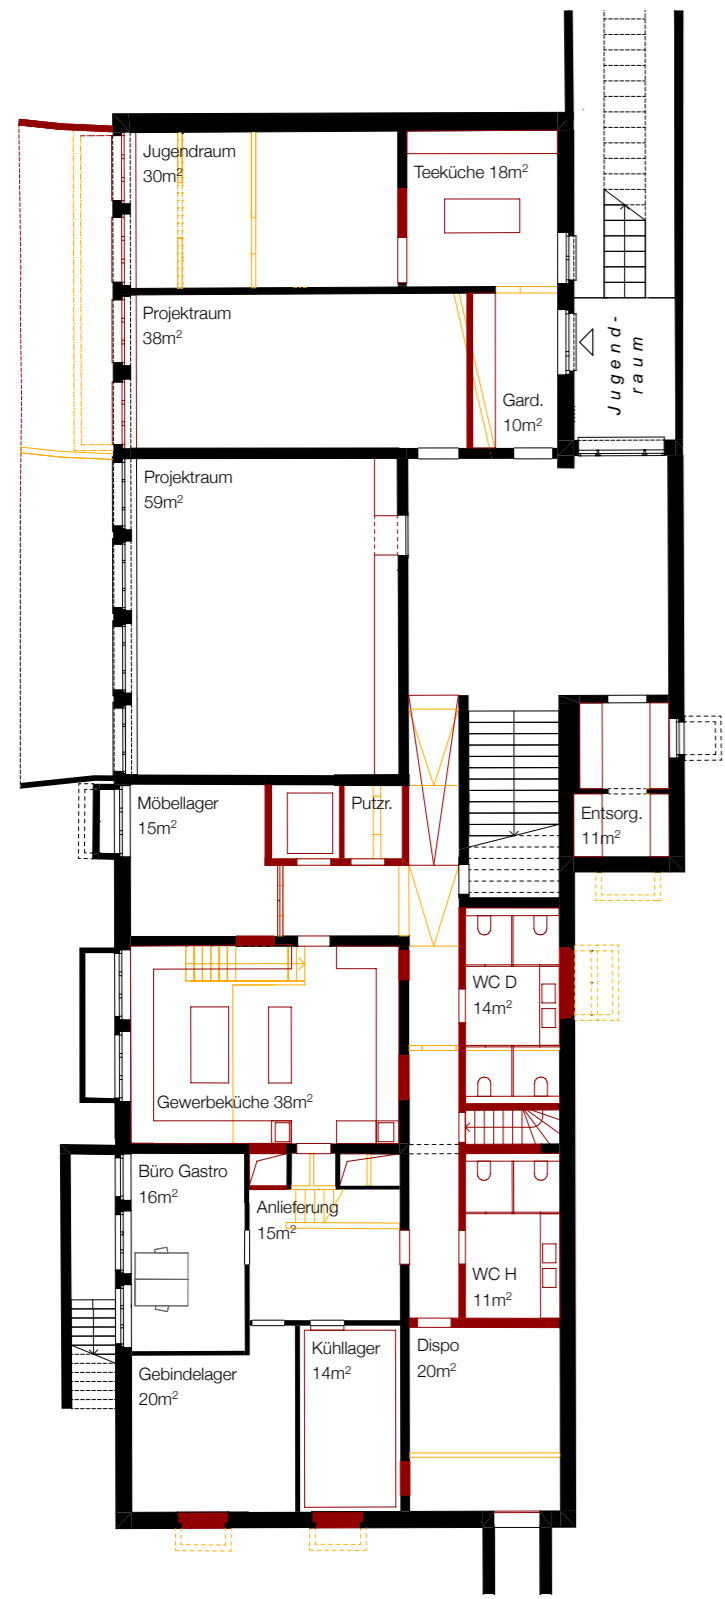 Jugendraum
30m²
Teeküche 18m²
Projektraum
38m²
Jugend-
raum
Gard.
10m²
Projektraum
59m²
Möbellager
15m²
Putzr.
Entsorg.
11m²
WC D
14m²
Gewerbeküche 38m²
Büro Gastro
16m²
Anlieferung
15m²
WC H
11m²
Kühllager
14m²
Dispo
20m²
Gebindelager
20m²